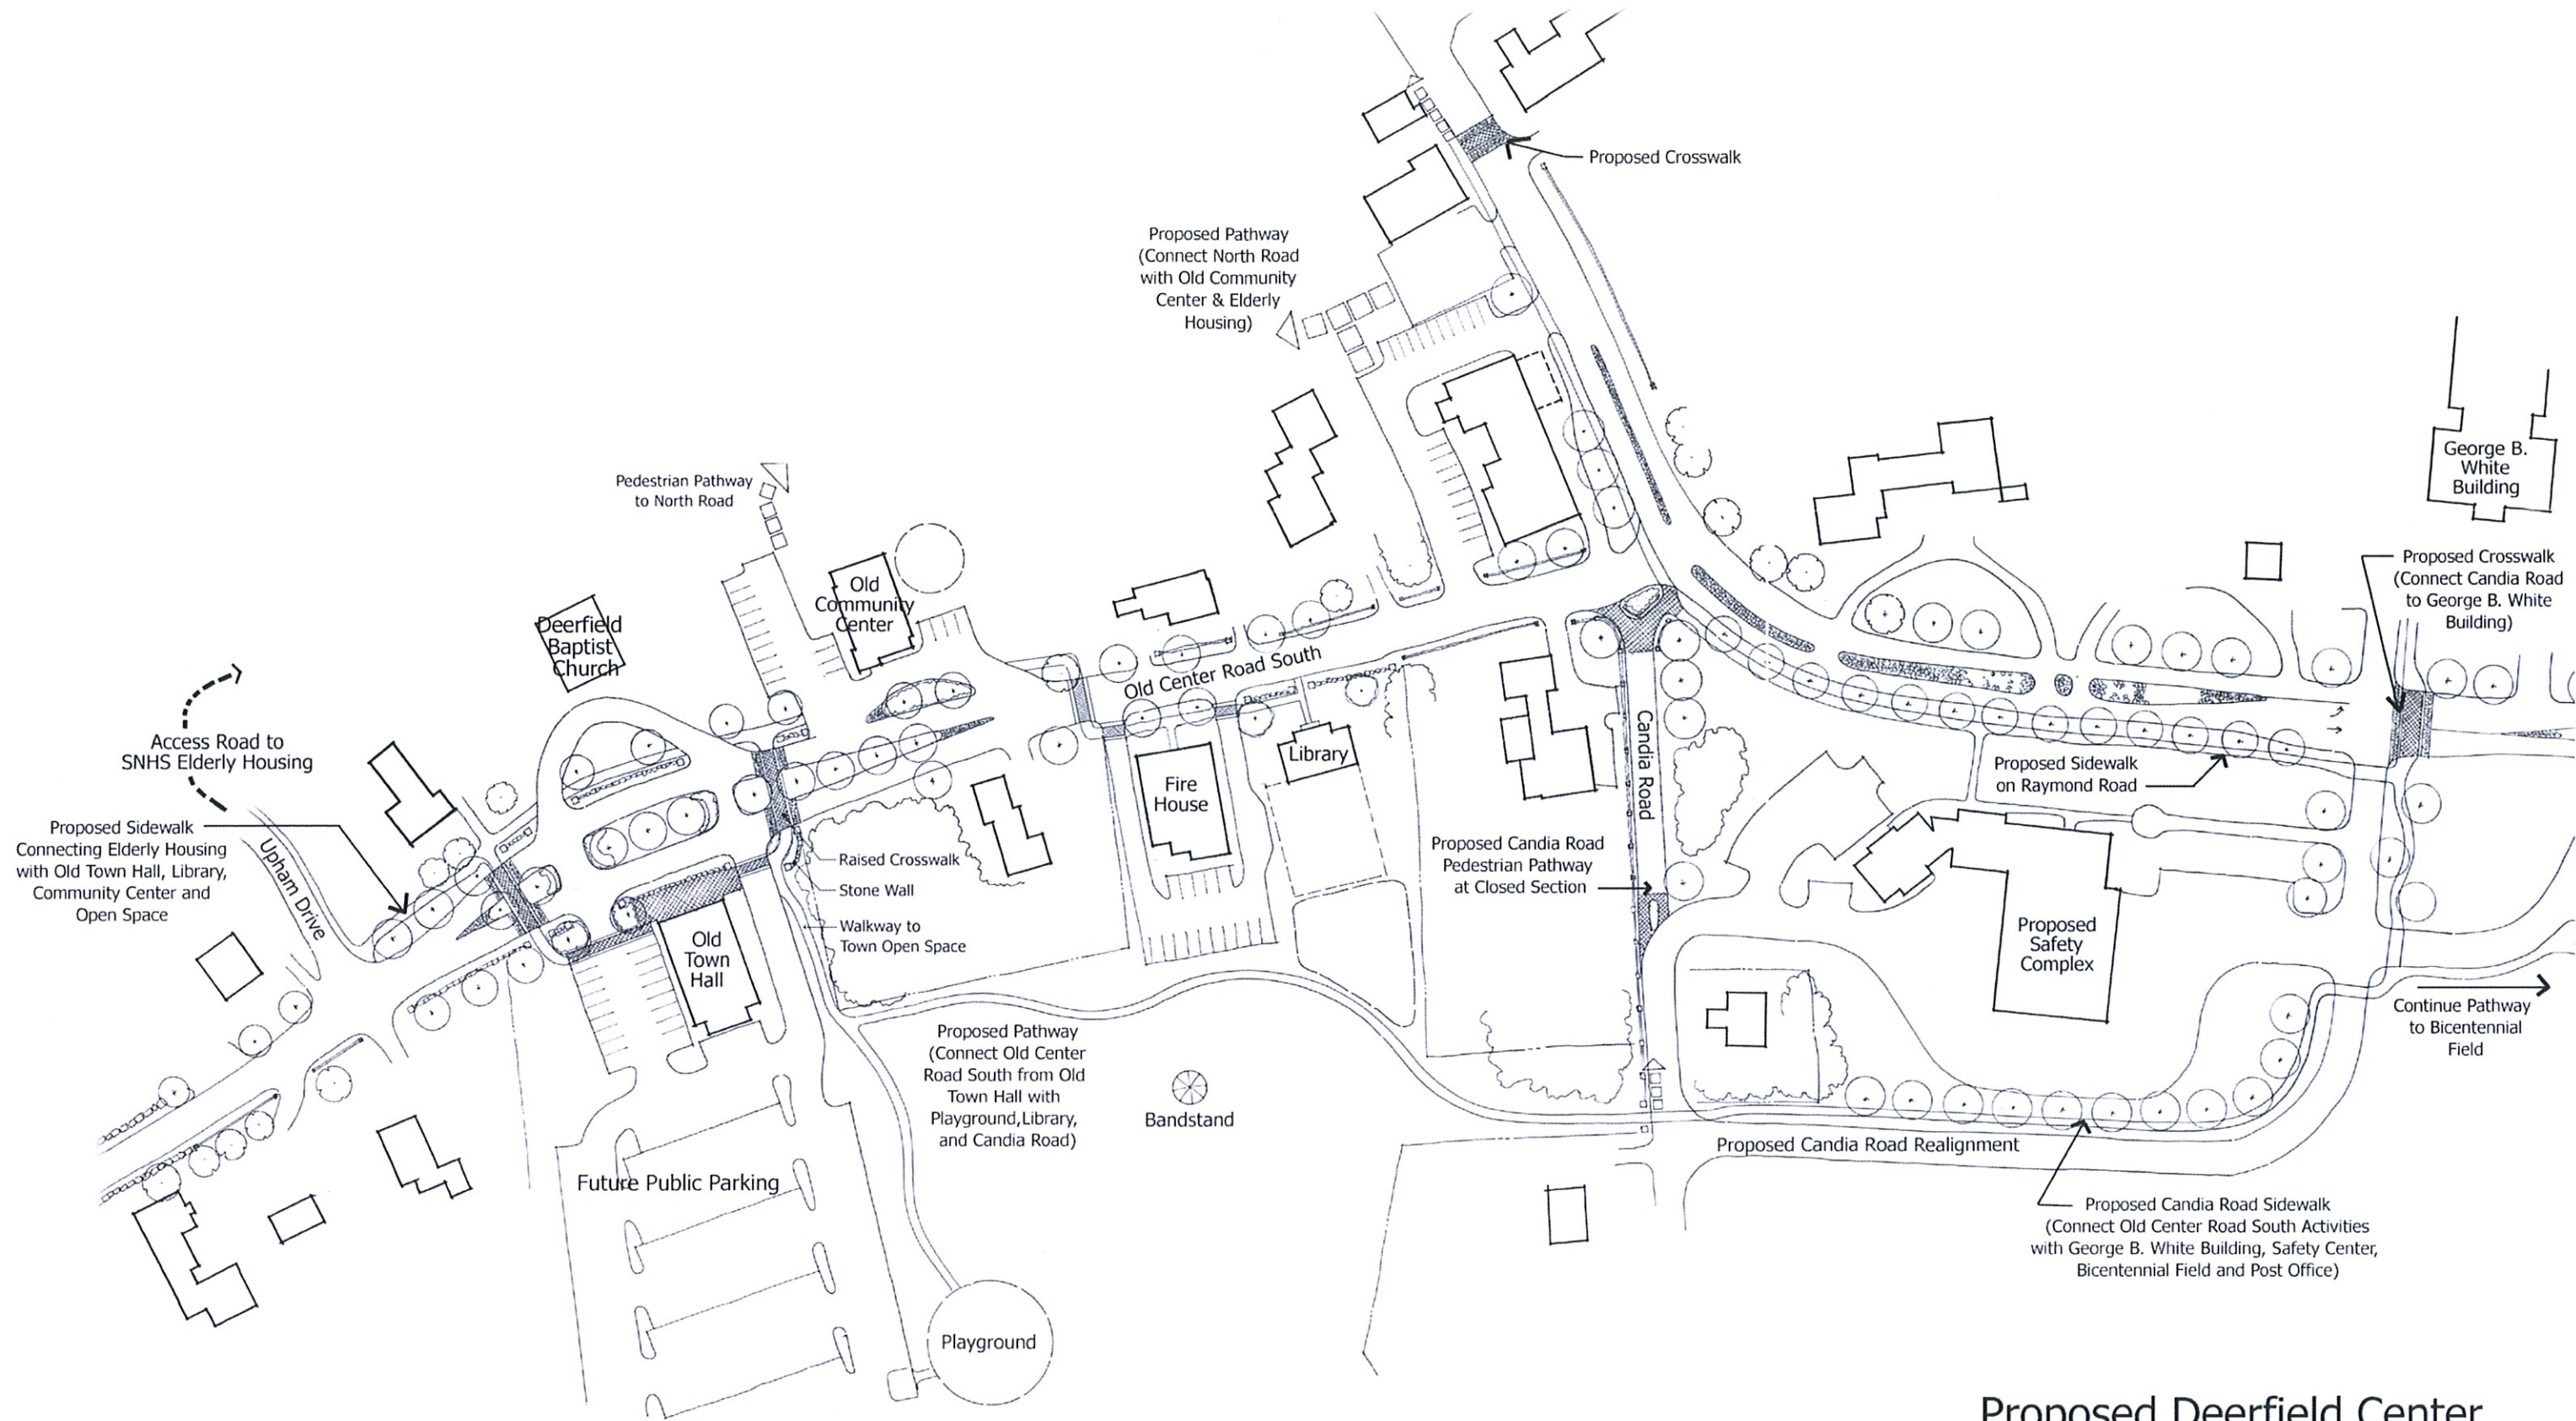 Proposed Crosswalk
Proposed Pathway
(Connect North Road
with Old Community
Center & Elderly
Housing)
George B.
White
Building
Pedestrian Pathway
to North Road
Proposed Crosswalk
(Connect Candia Road
to George B. White
Building)
Old
Community
Center
Deerfield
Baptist
Church
Old Center Road South
Access Road to
SNHS Elderly Housing
Library
Fire
House
Candia Road
Proposed Sidewalk
on Raymond Road
Proposed Sidewalk
Connecting Elderly Housing
with Old Town Hall, Library,
Community Center and
Open Space
Upham Drive
Raised Crosswalk
Stone Wall
Walkway to
Town Open Space
Proposed Candia Road
Pedestrian Pathway
at Closed Section
Old
Town
Hall
Proposed
Safety
Complex
Continue Pathway
to Bicentennial
Field
Proposed Pathway
(Connect Old Center
Road South from Old
Town Hall with
Playground,Library,
and Candia Road)
Bandstand
Proposed Candia Road Realignment
Future Public Parking
Proposed Candia Road Sidewalk
(Connect Old Center Road South Activities
with George B. White Building, Safety Center,
Bicentennial Field and Post Office)
Playground
Proposed Deerfield Center